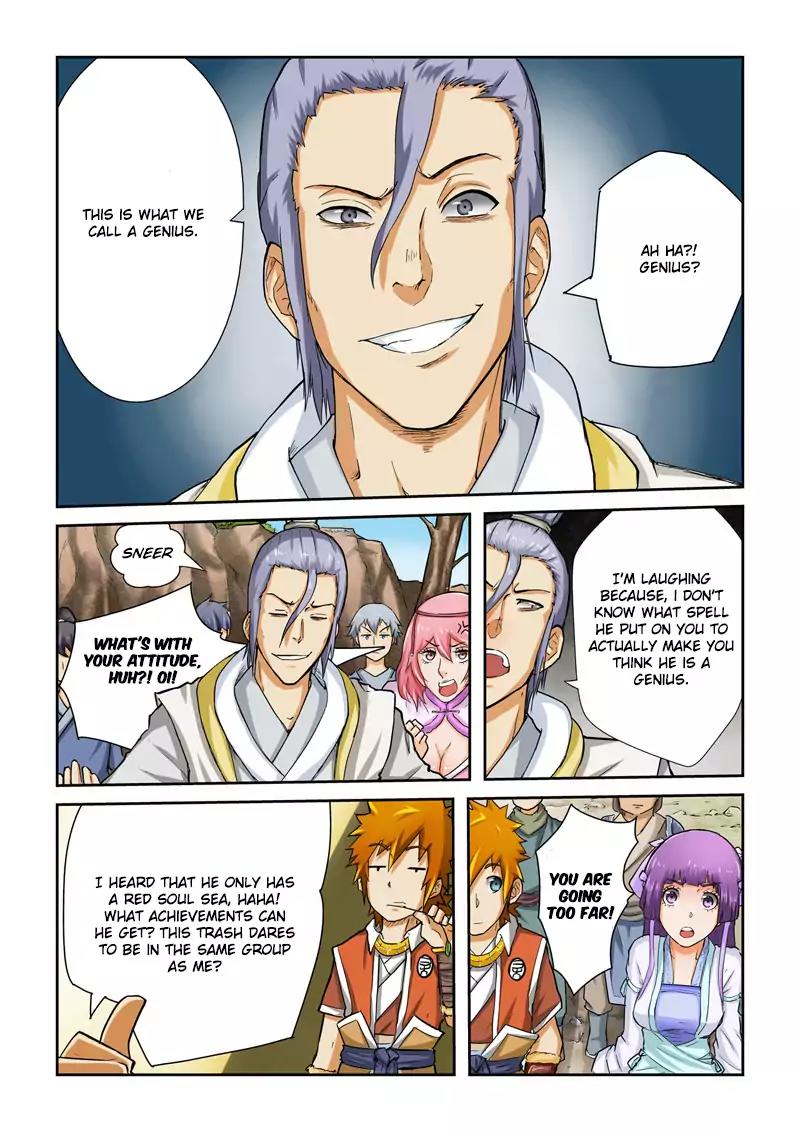 THIS IS WHAT WE
CALL A GENIUS.
AH HA?!
GENIUS?
SNEER
WHAT'S WITH
YOUR ATTITUDE,
HUH?! OI!
I'M LAUGHING
BECAUSE, I DON'T
KNOW WHAT SPELL
HE PUT ON YOU TO
ACTUALLY MAKE YOU
THINK HE IS A
GENIUS.
I HEARD THAT HE ONLY HAS
A RED SOUL SEA, HAHA!
WHAT ACHIEVEMENTS CAN
HE GET? THIS TRASH DARES
TO BE IN THE SAME GROUP
AS ME?
YOU ARE
GOING
TOO FAR!